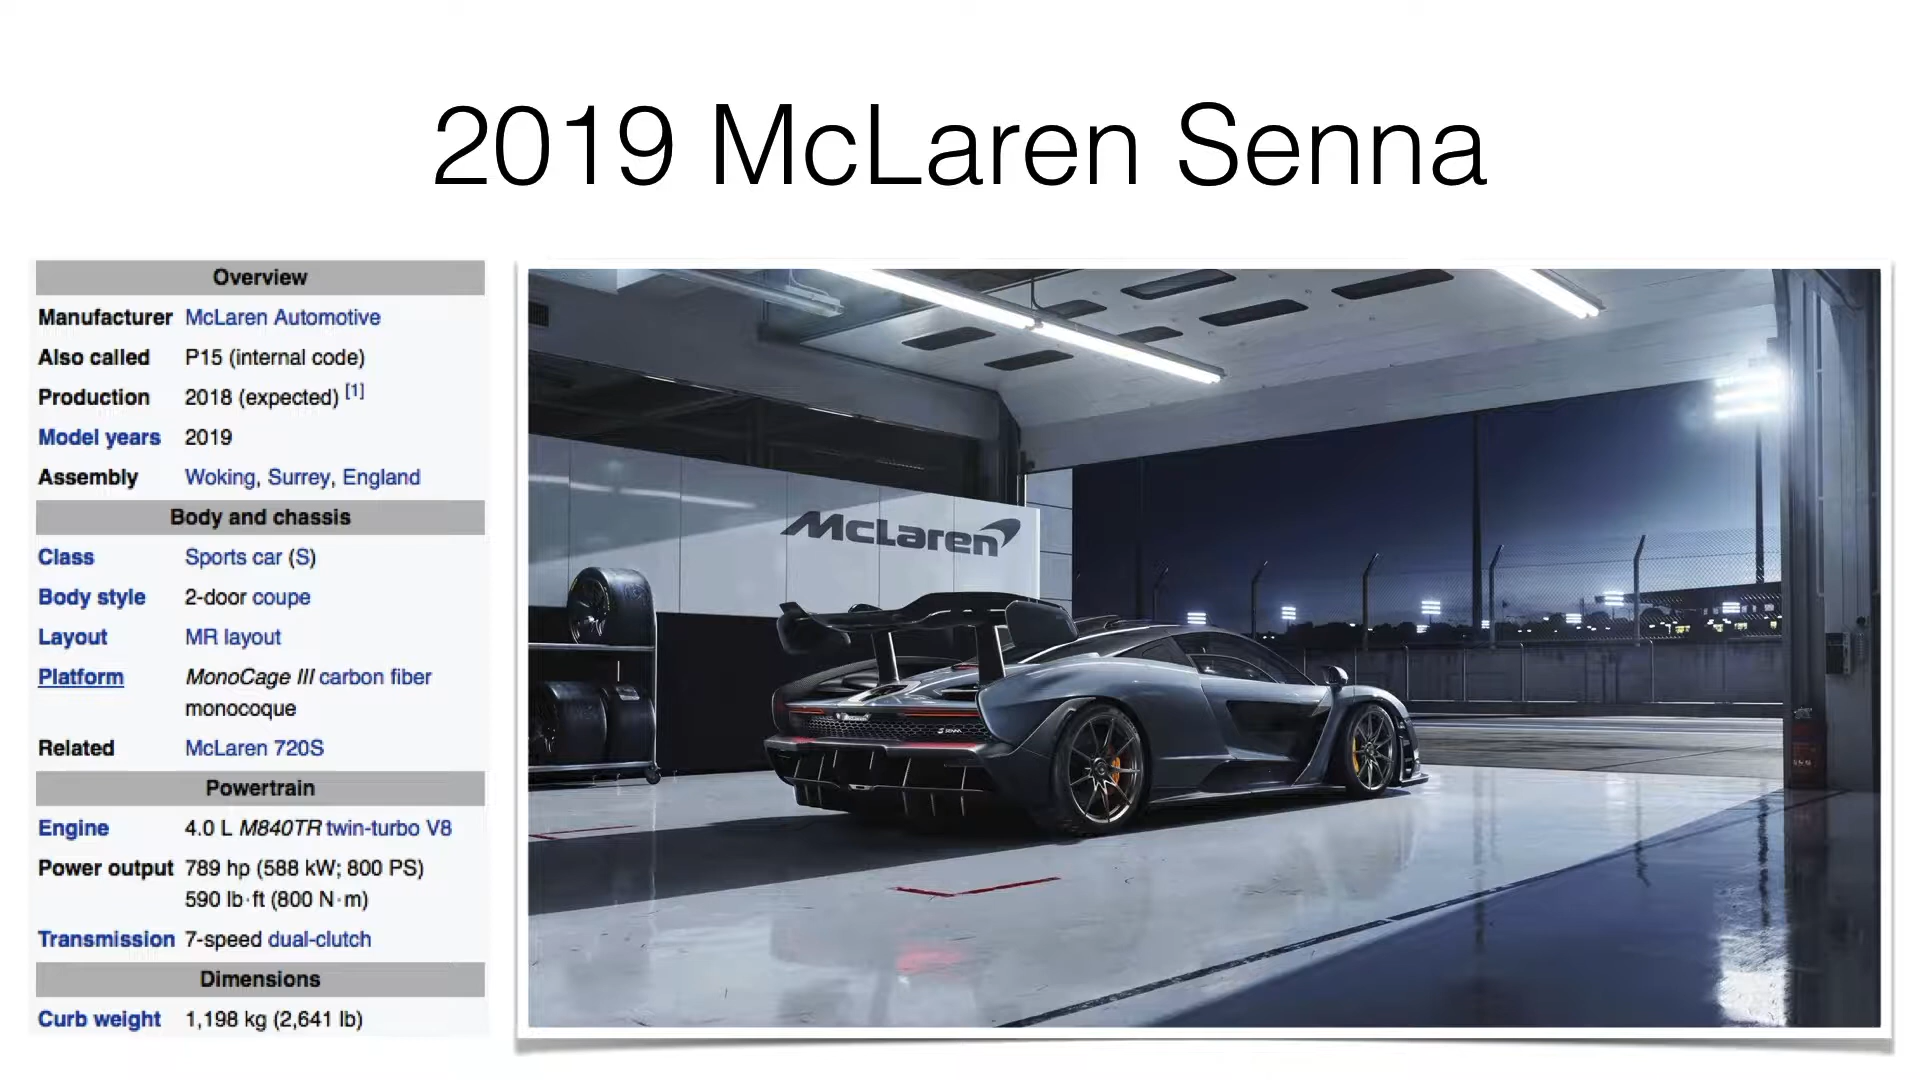 2019 McLaren Senna
Overview
Manufacturer McLaren Automotive
Also called P15 (internal code)
Production 2018 (expected) [1]
Model years 2019
Assembly Woking, Surrey, England
Body and chassis
Class Sports car (S)
Body style 2-door coupe
Layout MR layout
Platform MonoCage III carbon fiber
monocoque
Related McLaren 720S
Powertrain
Engine 4.0 L M840TR twin-turbo V8
Power output 789 hp (588 kW; 800 PS)
590 lb·ft (800 N·m)
Transmission 7-speed dual-clutch
Dimensions
Curb weight 1,198 kg (2,641 lb)
McLaren
SENNA